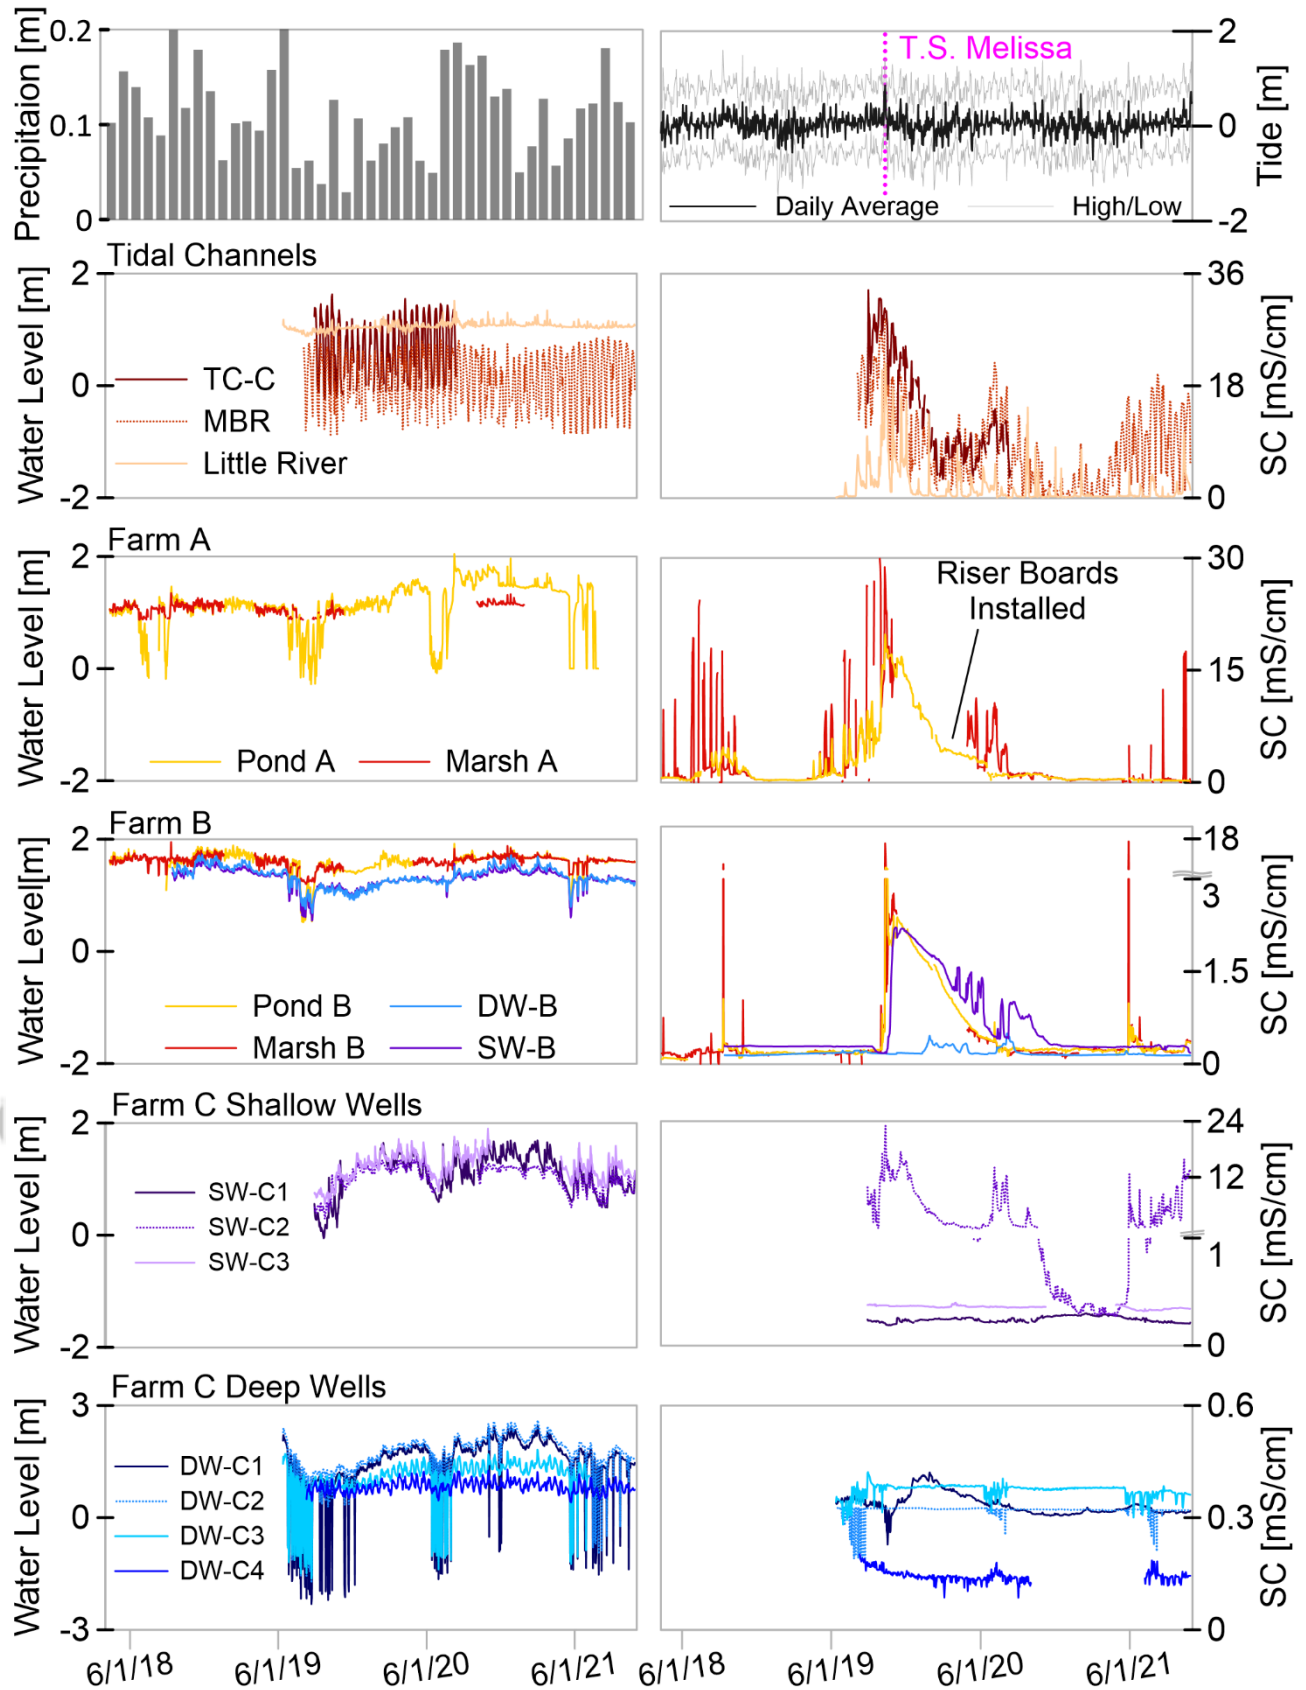 Precipitation [m]
0.2
0.1
0
T.S. Melissa
Daily Average
High/Low
2
0
-2
Tide [m]
Tidal Channels
Water Level [m]
2
0
-2
TC-C
MBR
Little River
36
18
0
SC [mS/cm]
Farm A
Water Level [m]
2
0
-2
Pond A
Marsh A
Riser Boards
Installed
30
15
0
SC [mS/cm]
Farm B
Water Level[m]
2
0
-2
Pond B
DW-B
Marsh B
SW-B
18
3
1.5
0
SC [mS/cm]
Farm C Shallow Wells
Water Level [m]
2
0
-2
SW-C1
SW-C2
SW-C3
24
12
1
0
SC [mS/cm]
Farm C Deep Wells
Water Level [m]
3
0
-3
DW-C1
DW-C2
DW-C3
DW-C4
0.6
0.3
0
SC [mS/cm]
6/1/18
6/1/19
6/1/20
6/1/21
6/1/18
6/1/19
6/1/20
6/1/21